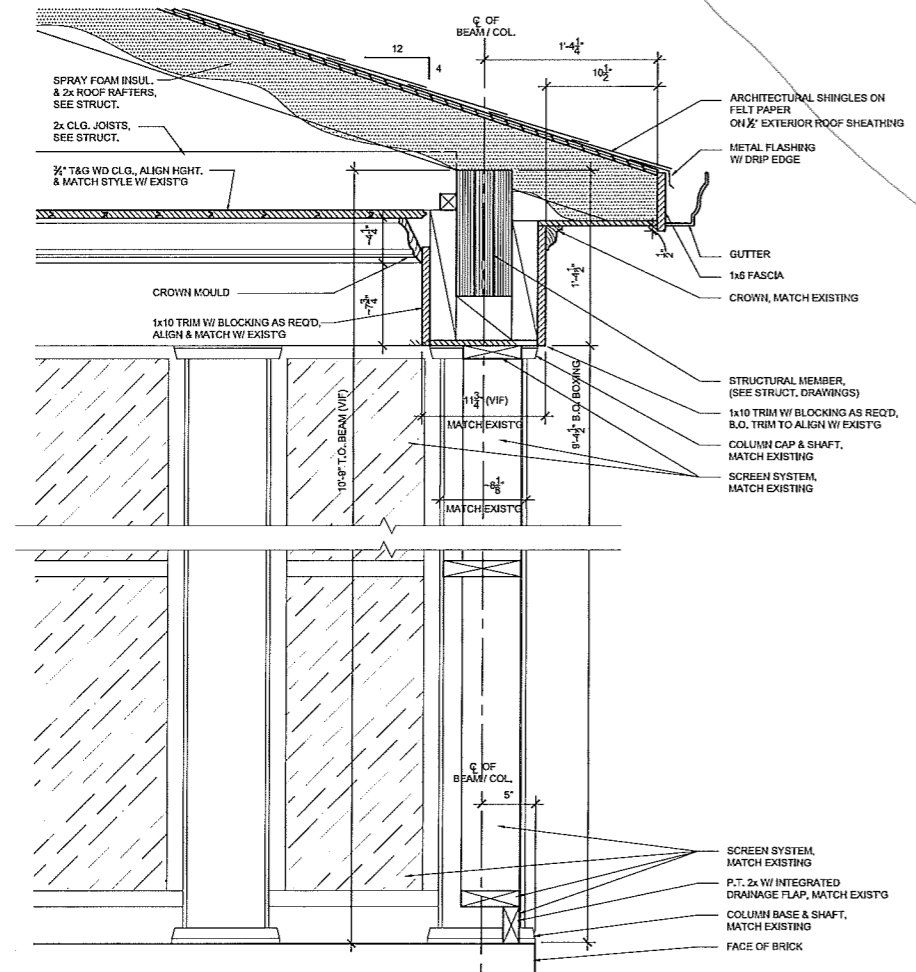 ℄ OF
BEAM / COL.
1'-4¼"
12
4
10½"
SPRAY FOAM INSUL.
& 2x ROOF RAFTERS,
SEE STRUCT.
2x CLG. JOISTS,
SEE STRUCT.
¾" T&G WD CLG., ALIGN HGHT.
& MATCH STYLE W/ EXIST'G
CROWN MOULD
1x10 TRIM W/ BLOCKING AS REQ'D,
ALIGN & MATCH W/ EXIST'G
ARCHITECTURAL SHINGLES ON
FELT PAPER
ON ½" EXTERIOR ROOF SHEATHING
METAL FLASHING
W/ DRIP EDGE
GUTTER
1x6 FASCIA
CROWN, MATCH EXISTING
STRUCTURAL MEMBER,
(SEE STRUCT. DRAWINGS)
1x10 TRIM W/ BLOCKING AS REQ'D,
B.O. TRIM TO ALIGN W/ EXIST'G
COLUMN CAP & SHAFT,
MATCH EXISTING
SCREEN SYSTEM,
MATCH EXISTING
~7¾"
1'-4½"
11¾" (VIF)
MATCH EXIST'G
~8⅛"
MATCH EXIST'G
10'-9" T.O. BEAM (VIF)
9'-4½" B.O. BOXING
℄ OF
BEAM / COL.
5"
SCREEN SYSTEM,
MATCH EXISTING
P.T. 2x W/ INTEGRATED
DRAINAGE FLAP, MATCH EXIST'G
COLUMN BASE & SHAFT,
MATCH EXISTING
FACE OF BRICK